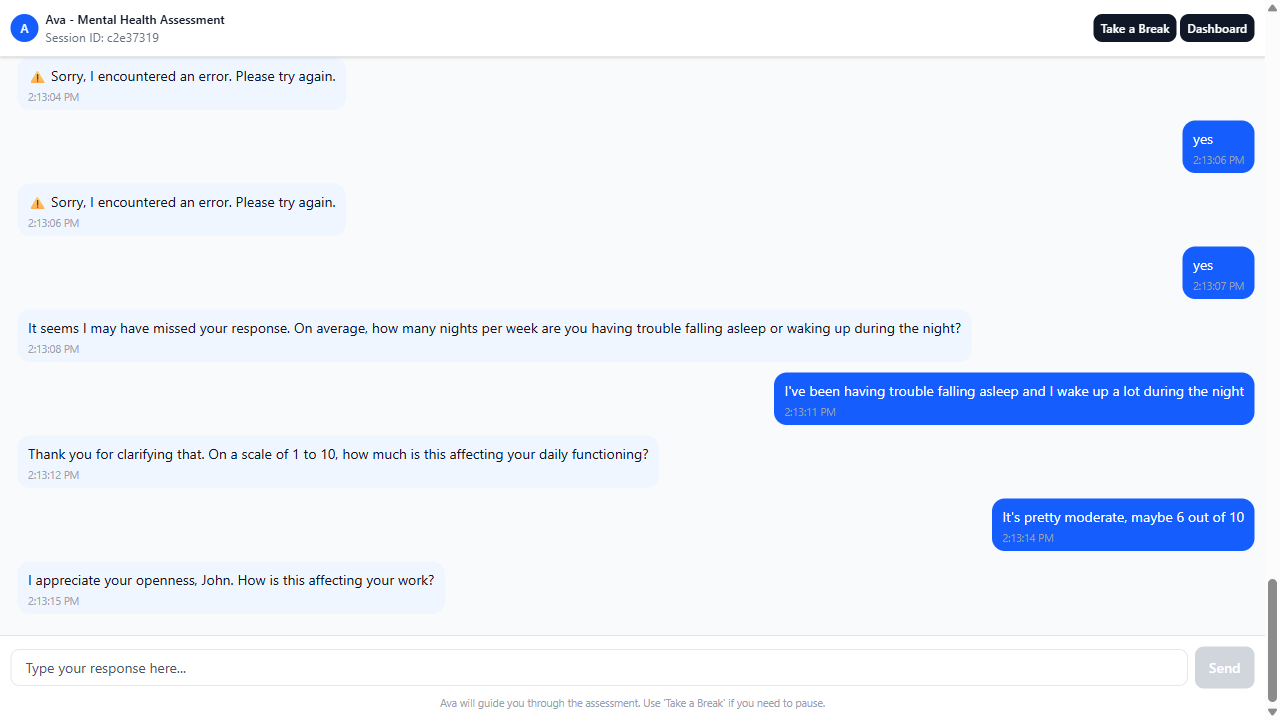 A
Ava - Mental Health Assessment
Session ID: c2e37319
Take a Break
Dashboard
⚠️ Sorry, I encountered an error. Please try again.
2:13:04 PM
yes
2:13:06 PM
⚠️ Sorry, I encountered an error. Please try again.
2:13:06 PM
yes
2:13:07 PM
It seems I may have missed your response. On average, how many nights per week are you having trouble falling asleep or waking up during the night?
2:13:08 PM
I've been having trouble falling asleep and I wake up a lot during the night
2:13:11 PM
Thank you for clarifying that. On a scale of 1 to 10, how much is this affecting your daily functioning?
2:13:12 PM
It's pretty moderate, maybe 6 out of 10
2:13:14 PM
I appreciate your openness, John. How is this affecting your work?
2:13:15 PM
Type your response here...
Send
Ava will guide you through the assessment. Use 'Take a Break' if you need to pause.